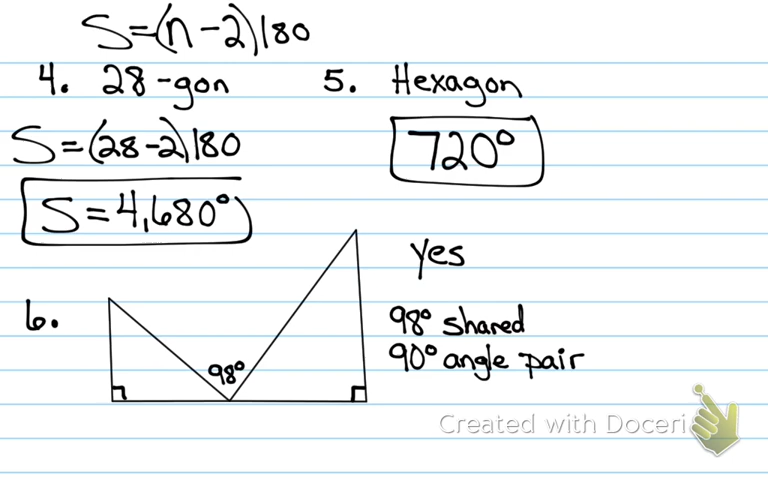 S=(n-2)180
4. 28-gon
5. Hexagon
S=(28-2)180
720°
S=4,680°
yes
6.
98° shared
98°
90° angle pair
Created with Doceri